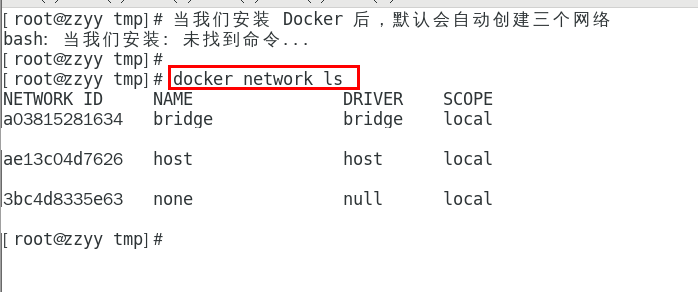 [ root@zzyy tmp]# 当我们安装 Docker 后，默认会自动创建三个网络
bash: 当我们安装: 未找到命令...
[ root@zzyy tmp]#
[ root@zzyy tmp]# docker network ls
NETWORK ID NAME DRIVER SCOPE
a03815281634 bridge bridge local
ae13c04d7626 host host local
3bc4d8335e63 none null local
[ root@zzyy tmp]#